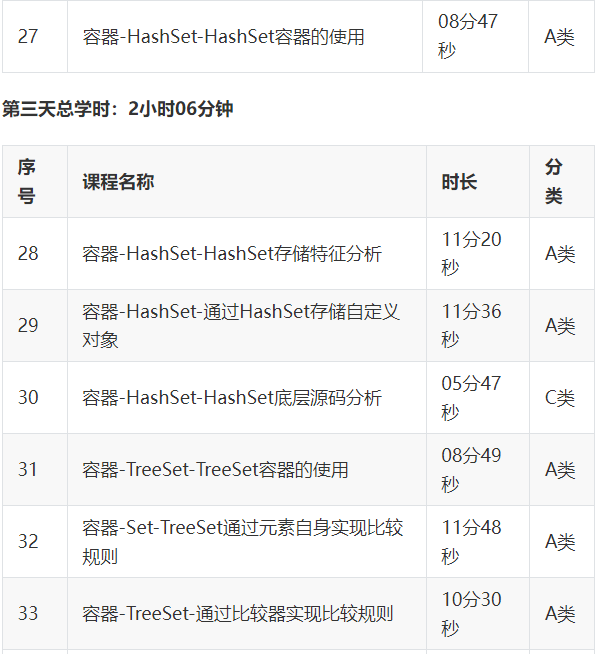 27 容器-HashSet-HashSet容器的使用 08分47 A类
秒
第三天总学时：2小时06分钟
序 课程名称 时长 分
号 类
28 容器-HashSet-HashSet存储特征分析 11分20 A类
秒
29 容器-HashSet-通过HashSet存储自定义 11分36 A类
对象 秒
30 容器-HashSet-HashSet底层源码分析 05分47 C类
秒
31 容器-TreeSet-TreeSet容器的使用 08分49 A类
秒
32 容器-Set-TreeSet通过元素自身实现比较 11分48 A类
规则 秒
33 容器-TreeSet-通过比较器实现比较规则 10分30 A类
秒